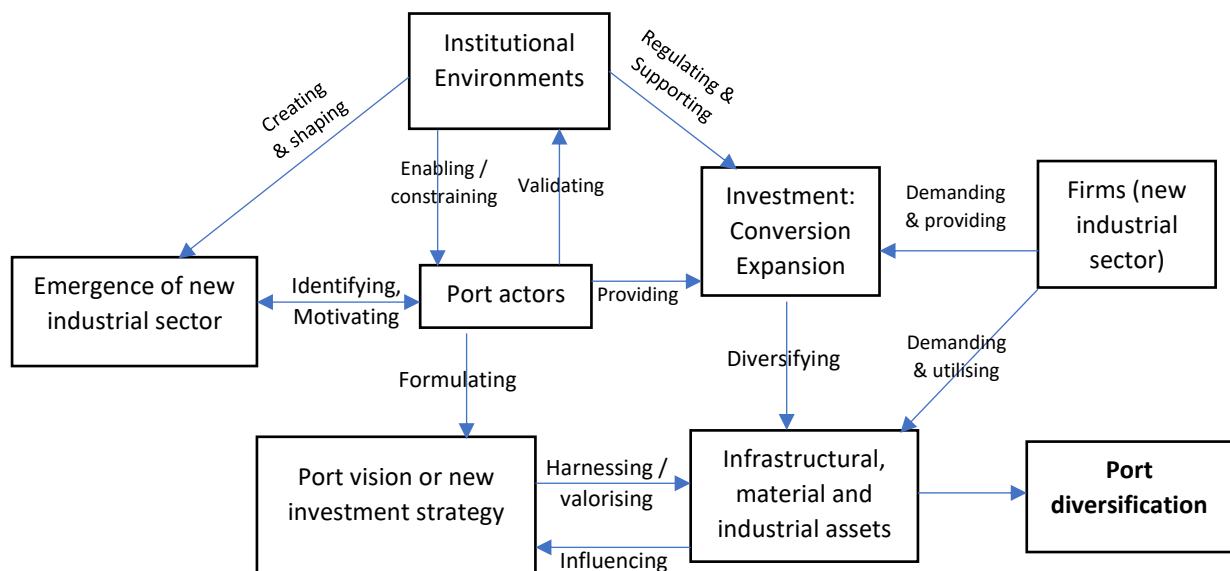 Institutional
Environments
Regulating &
Supporting
Creating
& shaping
Enabling /
constraining
Validating
Investment:
Conversion
Expansion
Demanding
& providing
Firms (new
industrial
sector)
Emergence of new
industrial sector
Identifying,
Motivating
Port actors
Providing
Formulating
Diversifying
Demanding
& utilising
Port vision or new
investment strategy
Harnessing /
valorising
Influencing
Infrastructural,
material and
industrial assets
Port
diversification